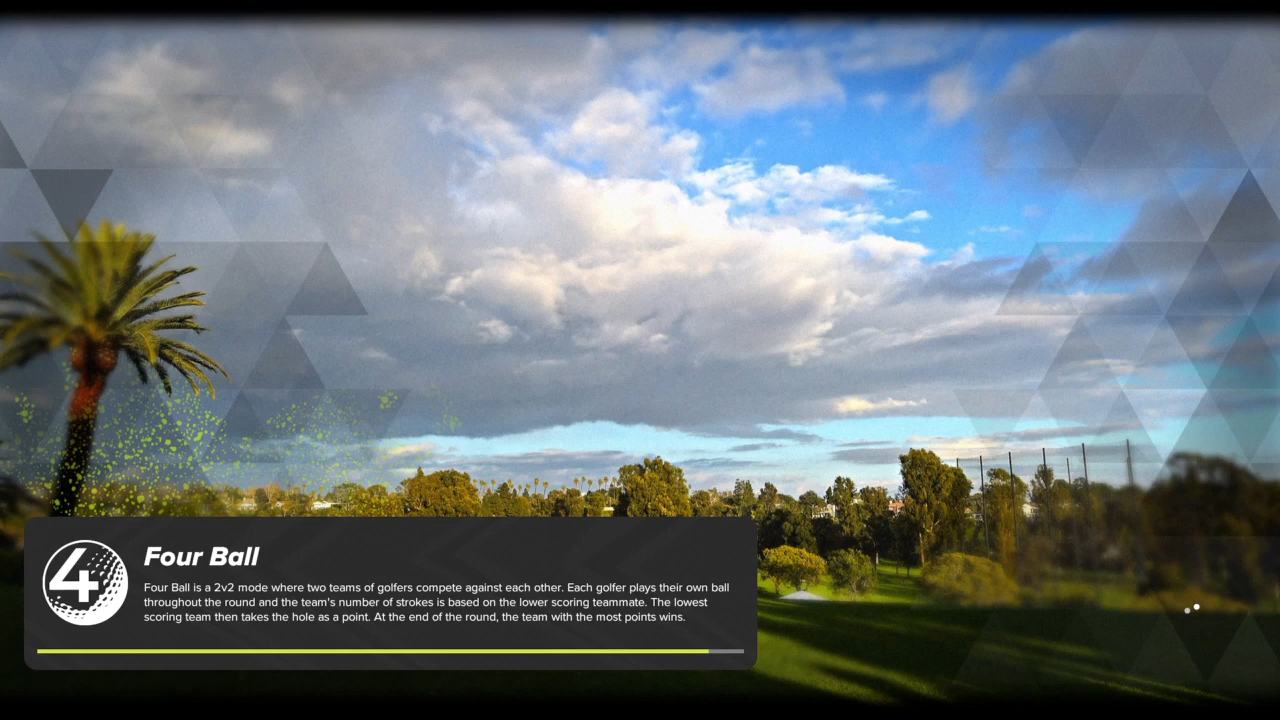 4
Four Ball
Four Ball is a 2v2 mode where two teams of golfers compete against each other. Each golfer plays their own ball
throughout the round and the team's number of strokes is based on the lower scoring teammate. The lowest
scoring team then takes the hole as a point. At the end of the round, the team with the most points wins.